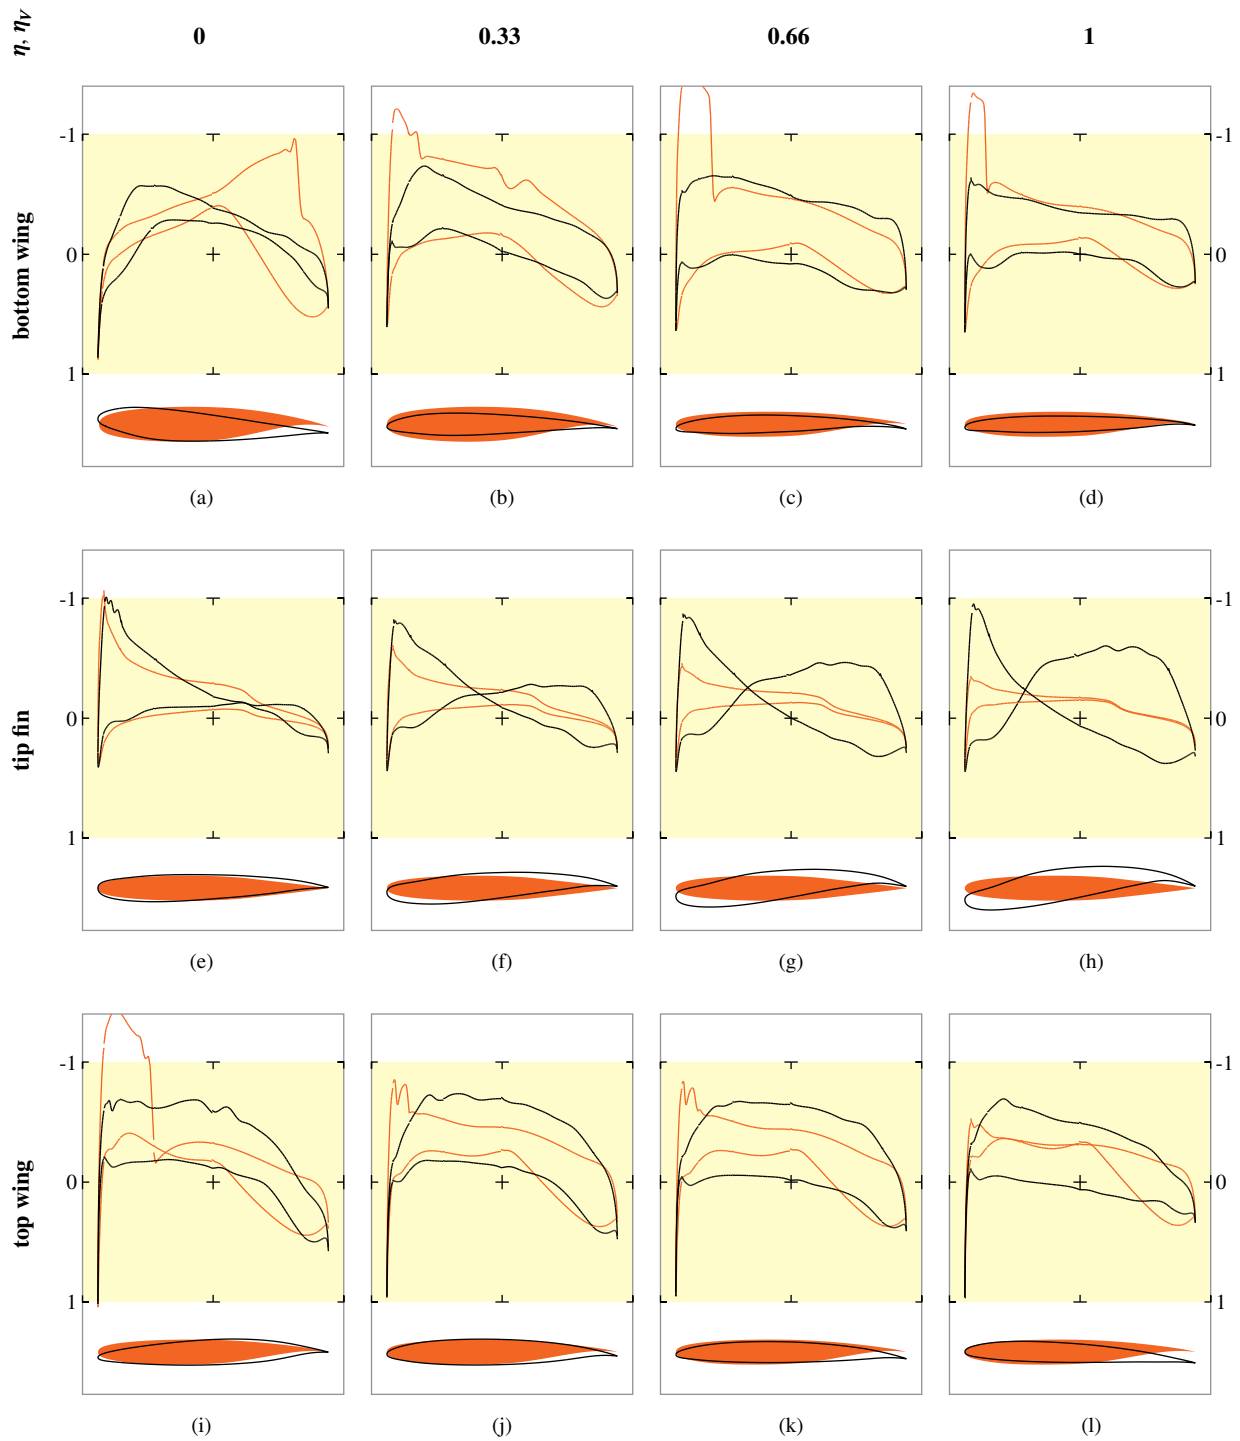 η, ηV 0 0.33 0.66 1
bottom wing
-1 -1
0 0
1 1
(a) (b) (c) (d)
tip fin
-1 -1
0 0
1 1
(e) (f) (g) (h)
top wing
-1 -1
0 0
1 1
(i) (j) (k) (l)